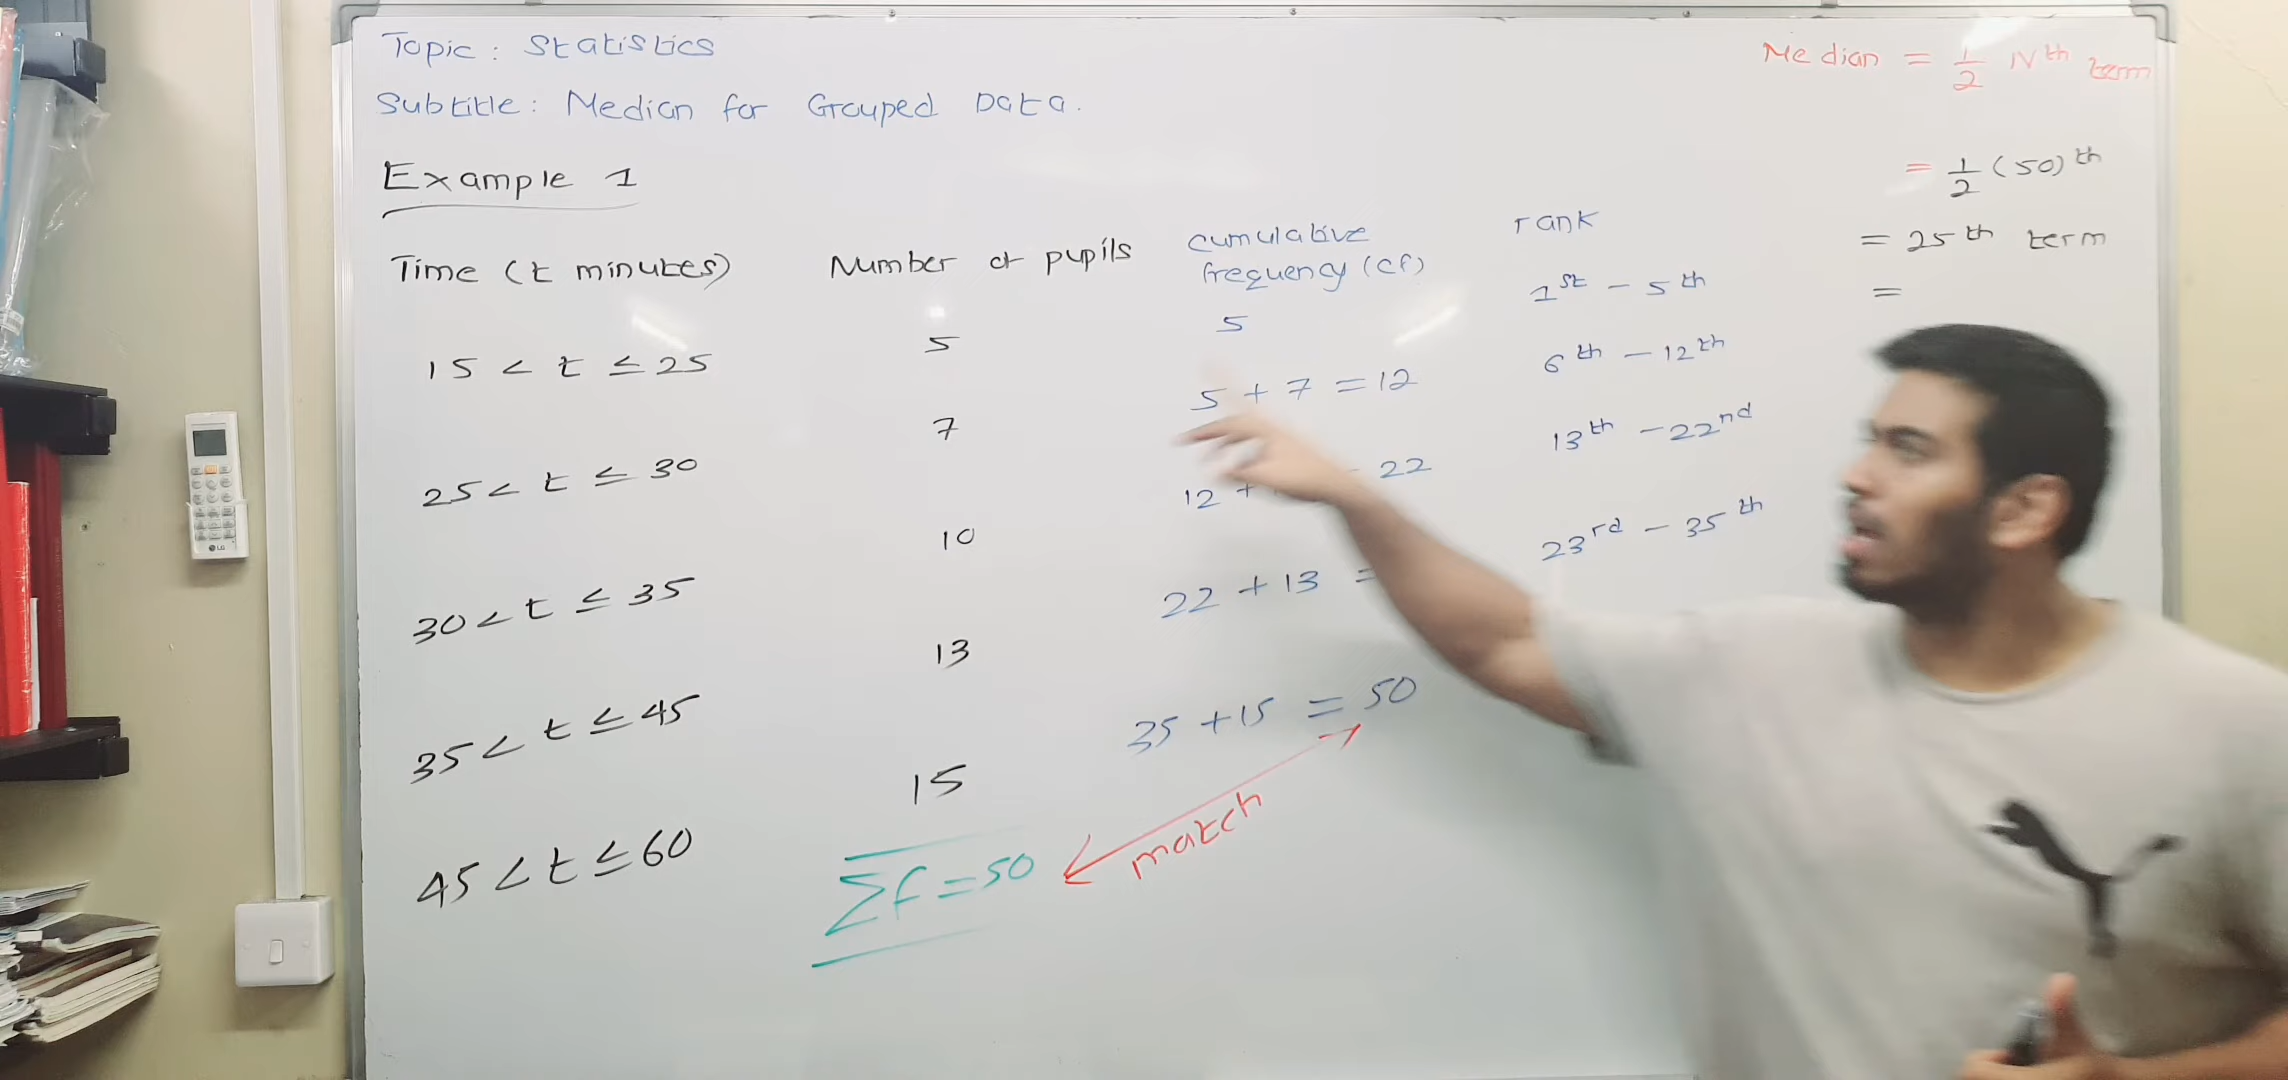 Topic: Statistics
Subtitle: Median for Grouped Data.
Median = 1/2 Nth term
= 1/2 (50)th
= 25th term
=
Example 1
Time (t minutes)
Number of pupils
cumulative
frequency (cf)
rank
15 < t ≤ 25
5
5
1st - 5th
25 < t ≤ 30
7
5 + 7 = 12
6th - 12th
30 < t ≤ 35
10
12 + 22
13th - 22nd
35 < t ≤ 45
13
22 + 13 =
23rd - 35th
45 < t ≤ 60
15
35 + 15 = 50
Σf = 50
match
LG